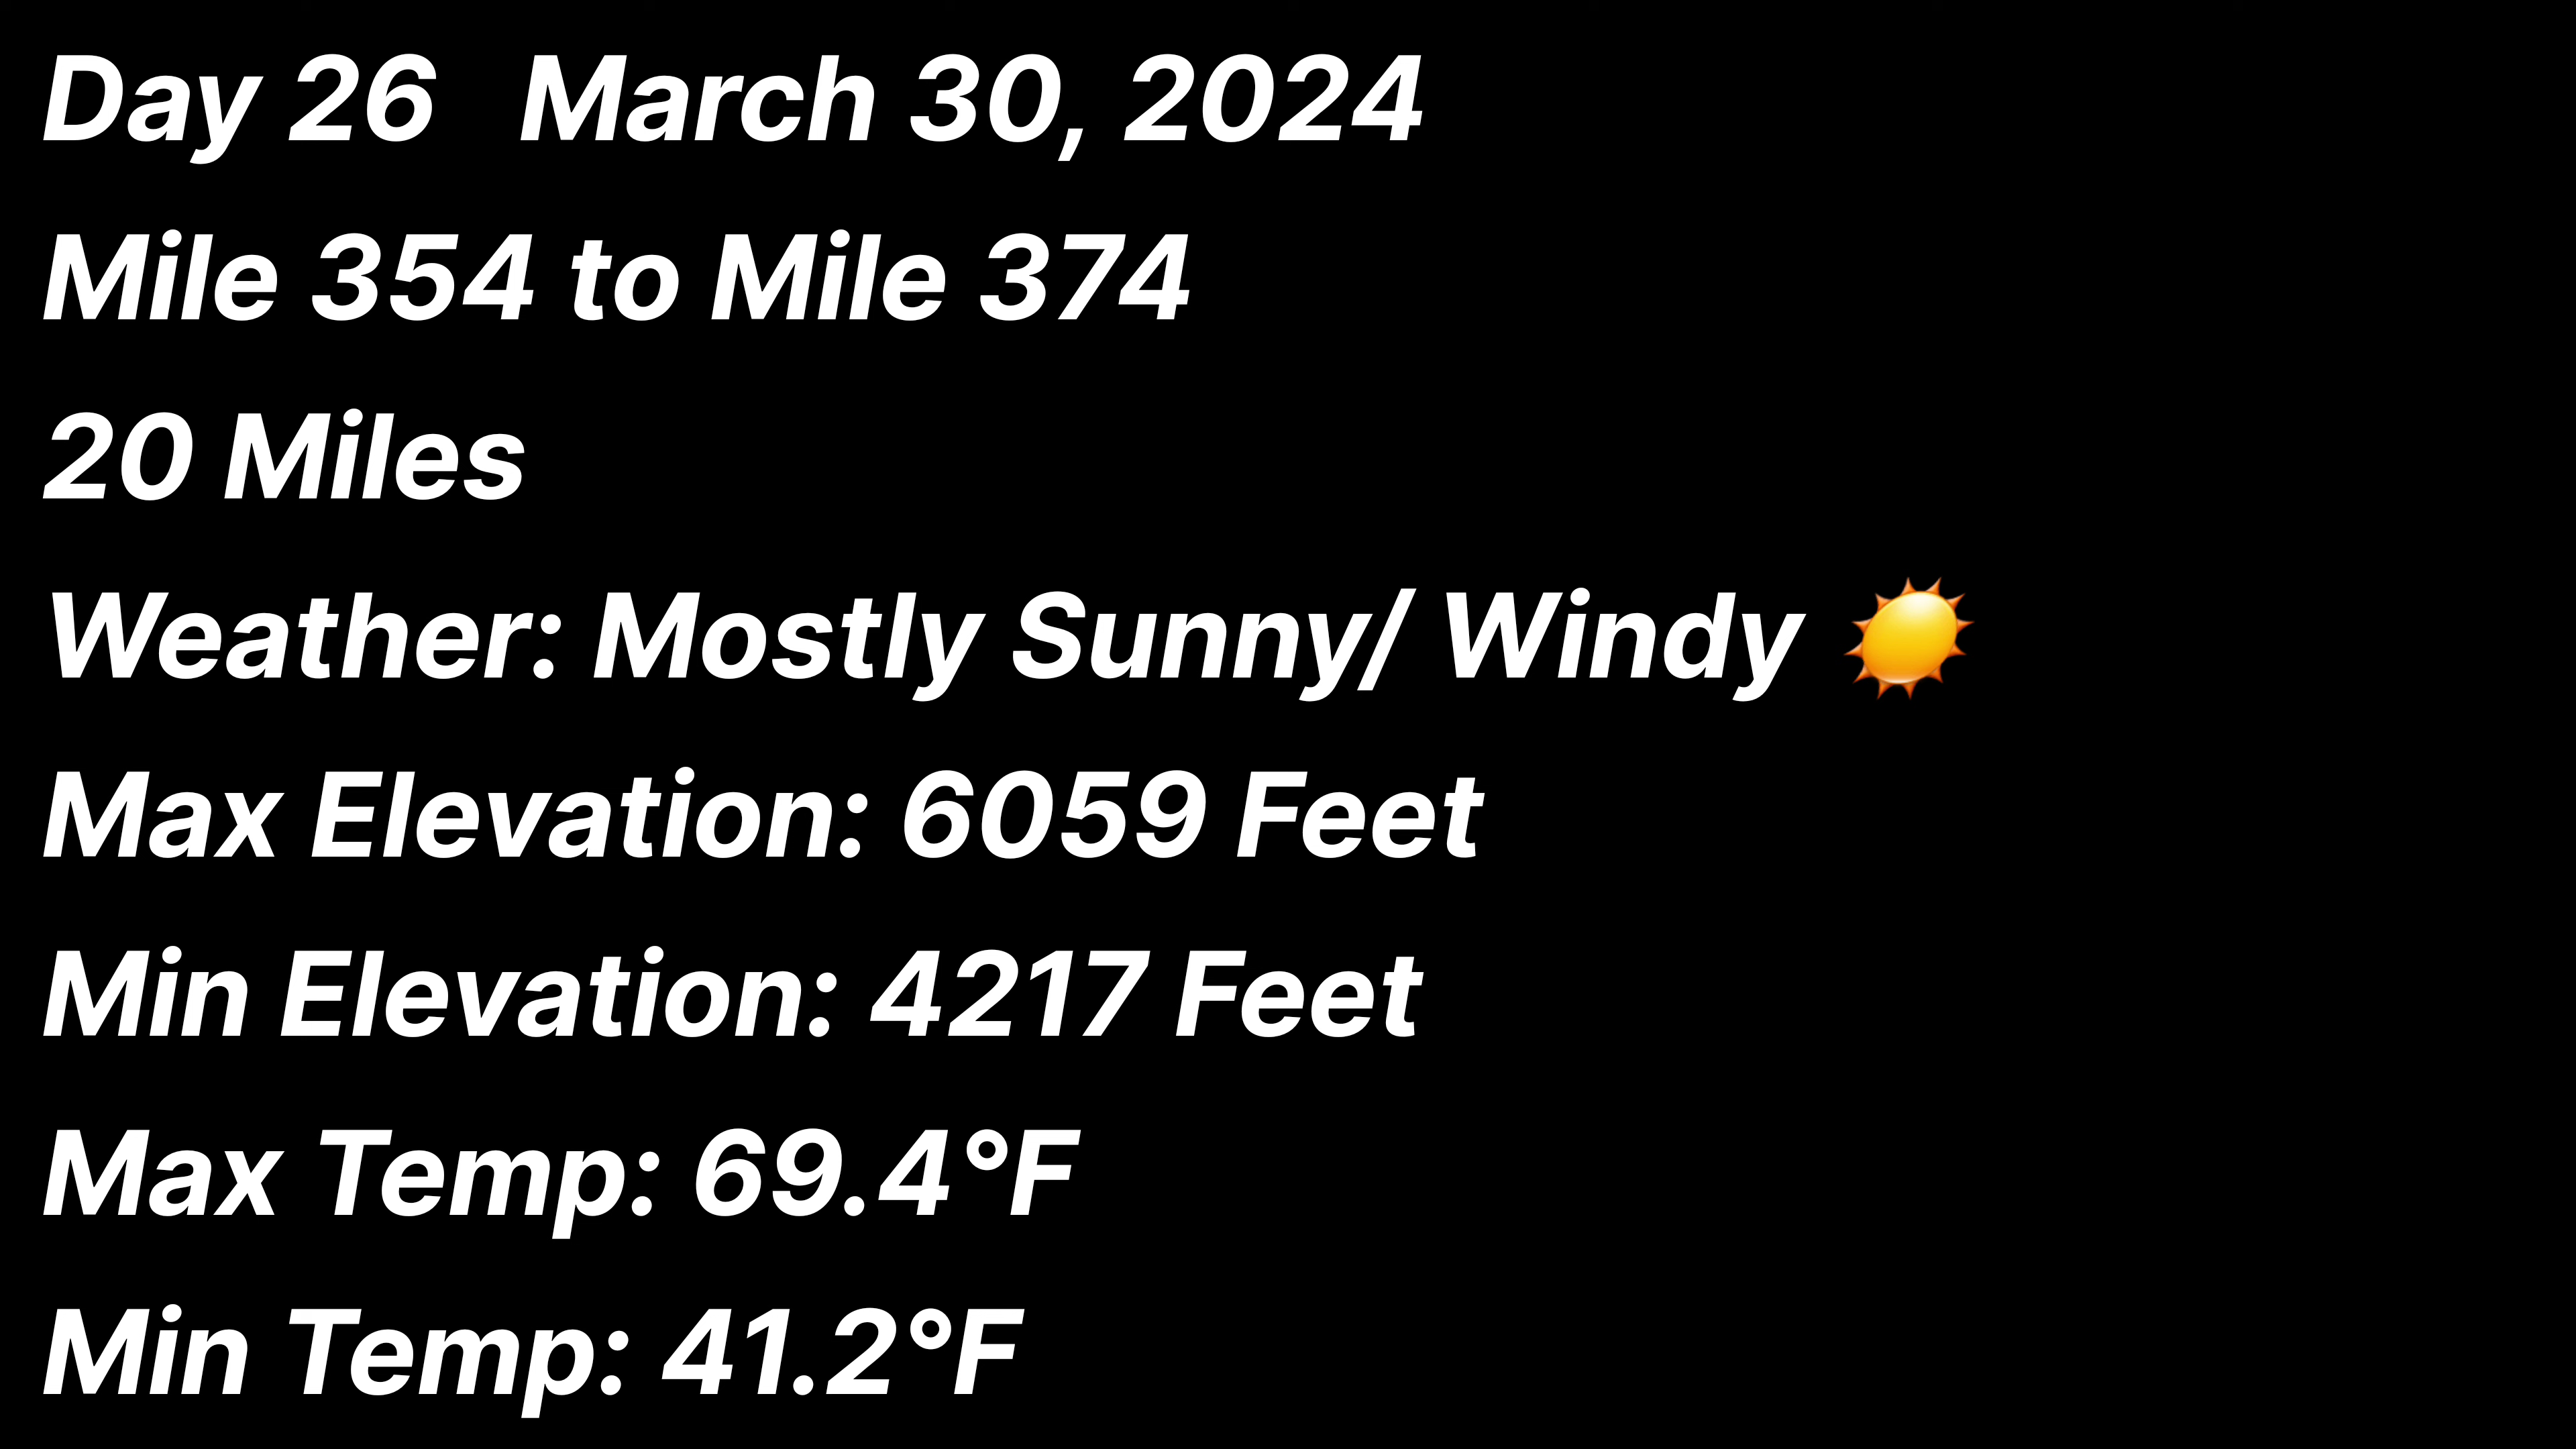 Day 26   March 30, 2024
Mile 354 to Mile 374
20 Miles
Weather: Mostly Sunny/ Windy ☀️
Max Elevation: 6059 Feet
Min Elevation: 4217 Feet
Max Temp: 69.4°F
Min Temp: 41.2°F